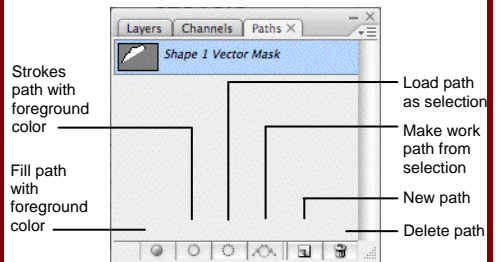 Layers
Channels
Paths ×
Shape 1 Vector Mask
Strokes
path with
foreground
color
Fill path
with
foreground
color
Load path
as selection
Make work
path from
selection
New path
Delete path